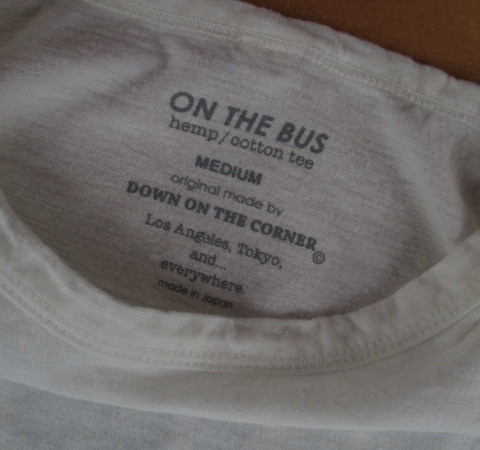 ON THE BUS
hemp/cotton tee
MEDIUM
original made by
DOWN ON THE CORNER©
Los Angeles, Tokyo,
and...
everywhere.
made in Japan